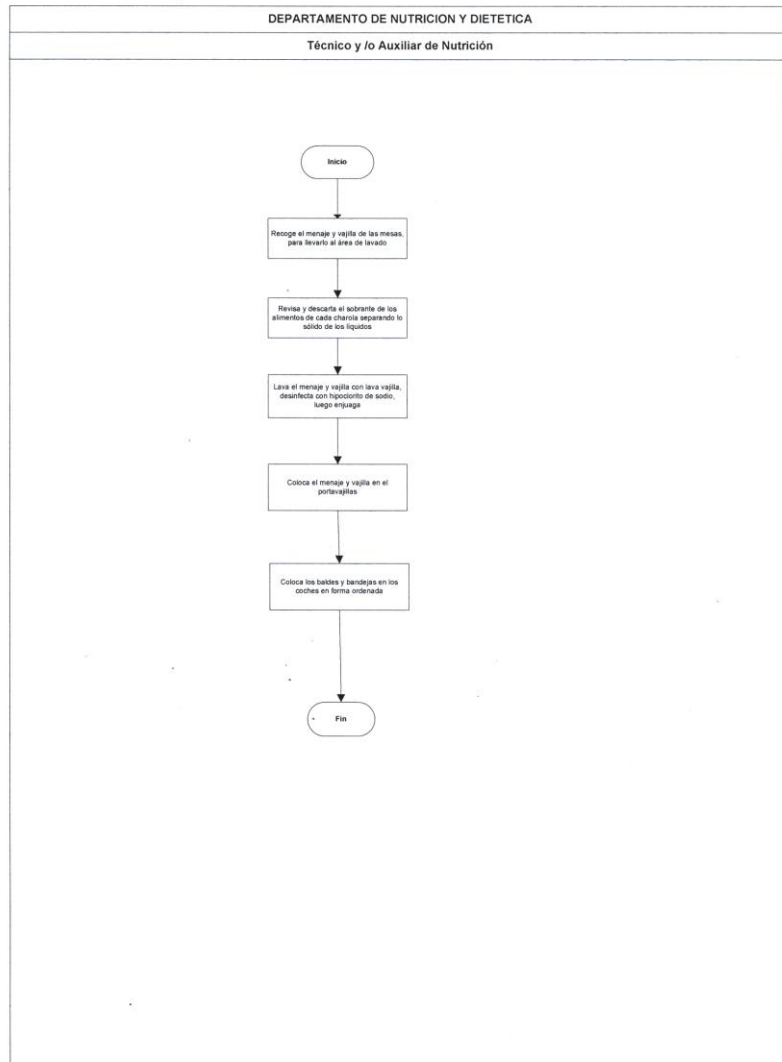 DEPARTAMENTO DE NUTRICION Y DIETETICA
Técnico y /o Auxiliar de Nutrición
Inicio
Recoge el menaje y vajilla de las mesas,
para llevarlo al área de lavado
Revisa y descarta el sobrante de los
alimentos de cada charola separando lo
sólido de los líquidos
Lava el menaje y vajilla con lava vajilla,
desinfecta con hipoclorito de sodio,
luego enjuaga
Coloca el menaje y vajilla en el
portavajillas
Coloca los baldes y bandejas en los
coches en forma ordenada
Fin